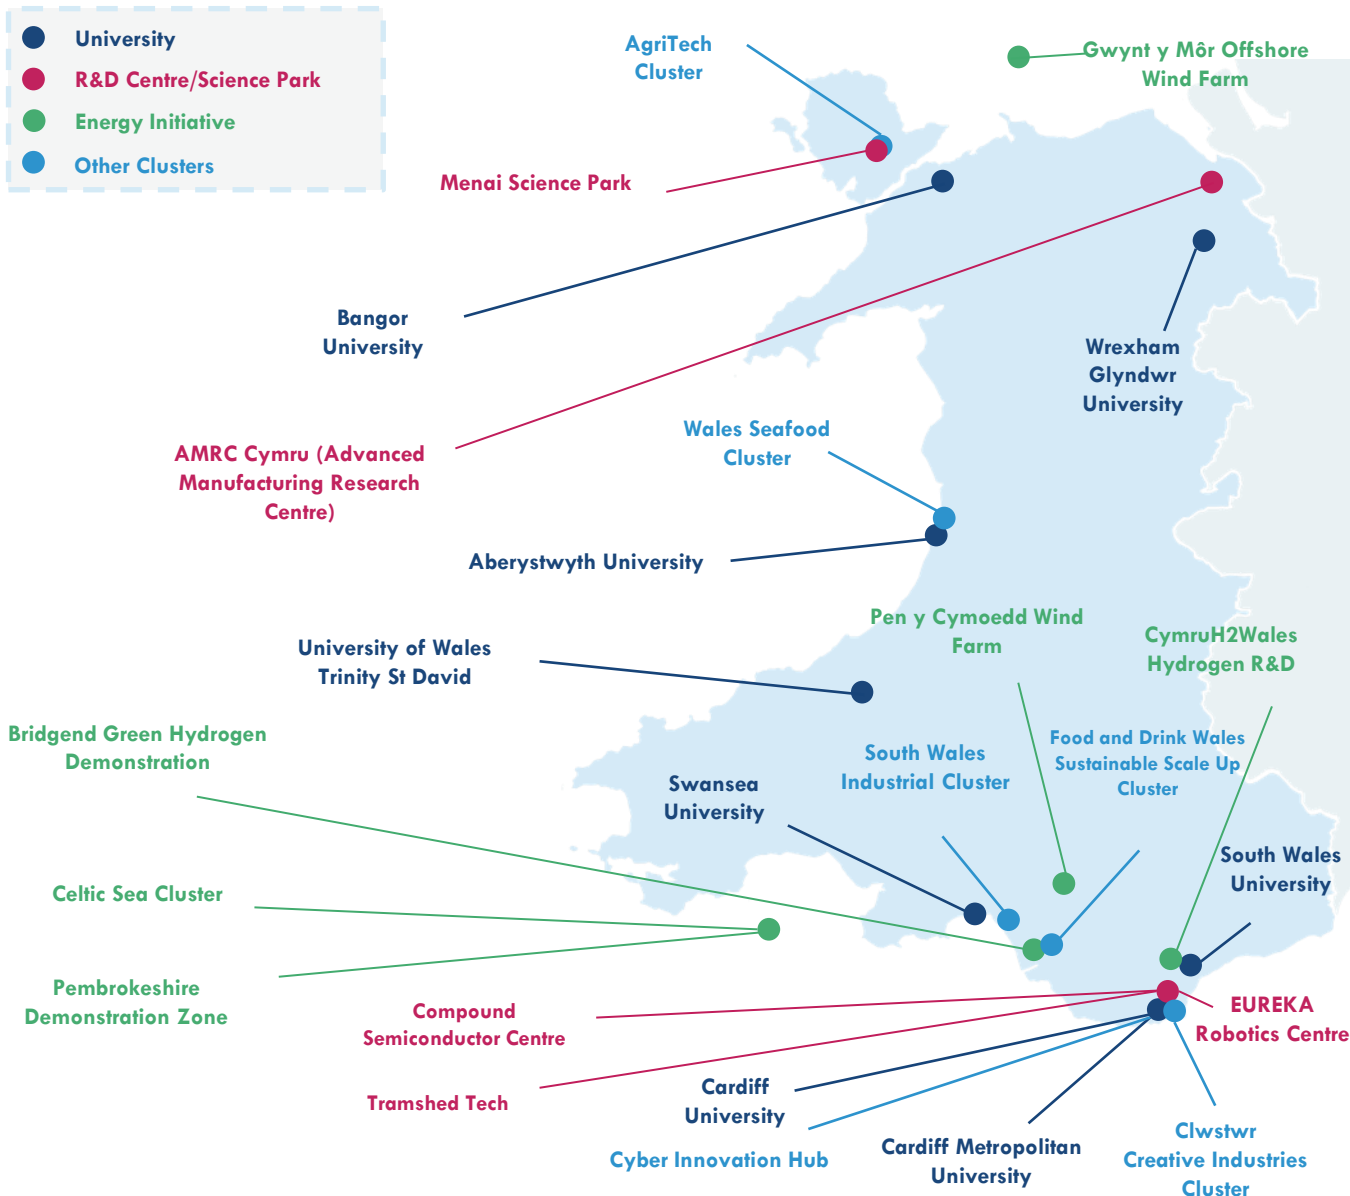 University
R&D Centre/Science Park
Energy Initiative
Other Clusters
AgriTech
Cluster
Gwynt y Môr Offshore
Wind Farm
Menai Science Park
Bangor
University
Wrexham
Glyndwr
University
AMRC Cymru (Advanced
Manufacturing Research
Centre)
Wales Seafood
Cluster
Aberystwyth University
Pen y Cymoedd Wind
Farm
CymruH2Wales
Hydrogen R&D
University of Wales
Trinity St David
Bridgend Green Hydrogen
Demonstration
South Wales
Industrial Cluster
Food and Drink Wales
Sustainable Scale Up
Cluster
Swansea
University
South Wales
University
Celtic Sea Cluster
Pembrokeshire
Demonstration Zone
Compound
Semiconductor Centre
EUREKA
Robotics Centre
Tramshed Tech
Cardiff
University
Cyber Innovation Hub
Cardiff Metropolitan
University
Clwstwr
Creative Industries
Cluster